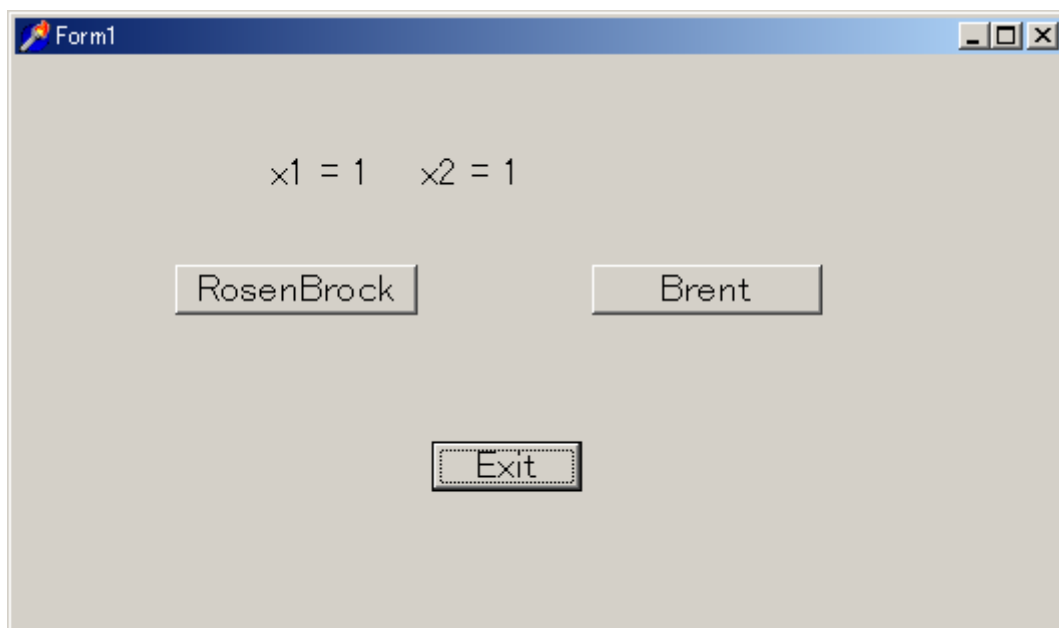 Form1
x1 = 1 x2 = 1
RosenBrock Brent
Exit